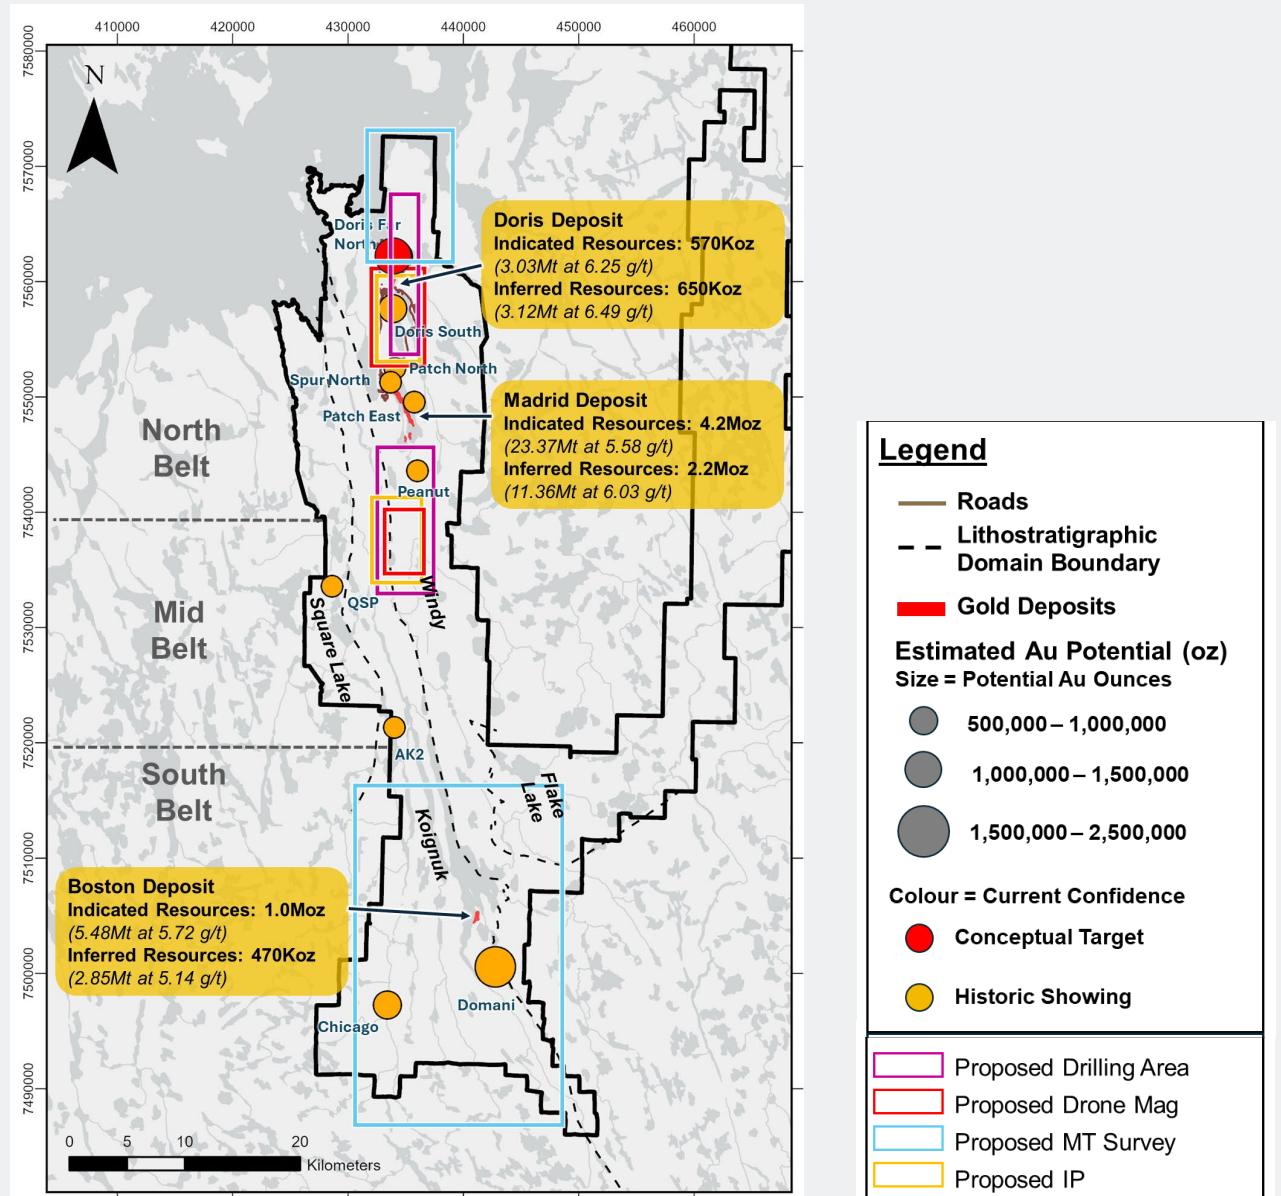 410000
420000
430000
440000
450000
460000
7580000
7570000
7560000
7550000
7540000
7530000
7520000
7510000
7500000
7490000
N
Doris Far
North
Doris Deposit
Indicated Resources: 570Koz
(3.03Mt at 6.25 g/t)
Inferred Resources: 650Koz
(3.12Mt at 6.49 g/t)
Doris South
Patch North
Spur North
Patch East
Madrid Deposit
Indicated Resources: 4.2Moz
(23.37Mt at 5.58 g/t)
Inferred Resources: 2.2Moz
(11.36Mt at 6.03 g/t)
North
Belt
Peanut
Mid
Belt
QSP
Windy
Square Lake
AK2
South
Belt
Flake
Lake
Koignuk
Boston Deposit
Indicated Resources: 1.0Moz
(5.48Mt at 5.72 g/t)
Inferred Resources: 470Koz
(2.85Mt at 5.14 g/t)
Domani
Chicago
0
5
10
20
Kilometers
Legend
Roads
Lithostratigraphic
Domain Boundary
Gold Deposits
Estimated Au Potential (oz)
Size = Potential Au Ounces
500,000 – 1,000,000
1,000,000 – 1,500,000
1,500,000 – 2,500,000
Colour = Current Confidence
Conceptual Target
Historic Showing
Proposed Drilling Area
Proposed Drone Mag
Proposed MT Survey
Proposed IP